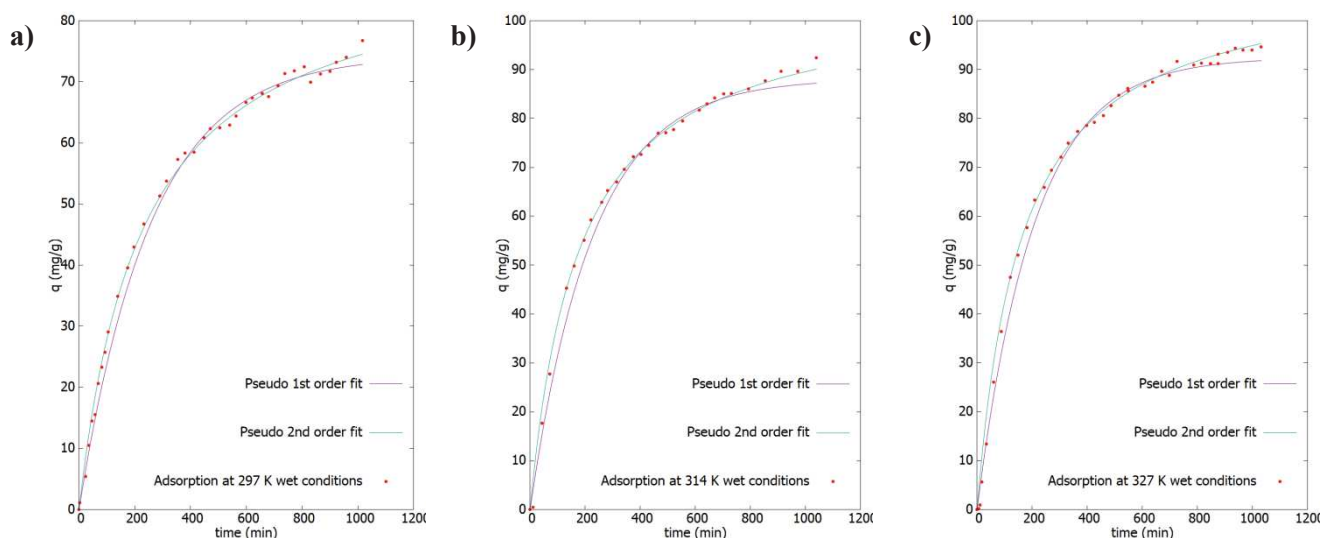 a)
80
70
60
50
40
30
20
10
0
q (mg/g)
0 200 400 600 800 1000 1200
time (min)
Pseudo 1st order fit
Pseudo 2nd order fit
Adsorption at 297 K wet conditions
b)
100
90
80
70
60
50
40
30
20
10
0
q (mg/g)
0 200 400 600 800 1000 1200
time (min)
Pseudo 1st order fit
Pseudo 2nd order fit
Adsorption at 314 K wet conditions
c)
100
90
80
70
60
50
40
30
20
10
0
q (mg/g)
0 200 400 600 800 1000 1200
time (min)
Pseudo 1st order fit
Pseudo 2nd order fit
Adsorption at 327 K wet conditions